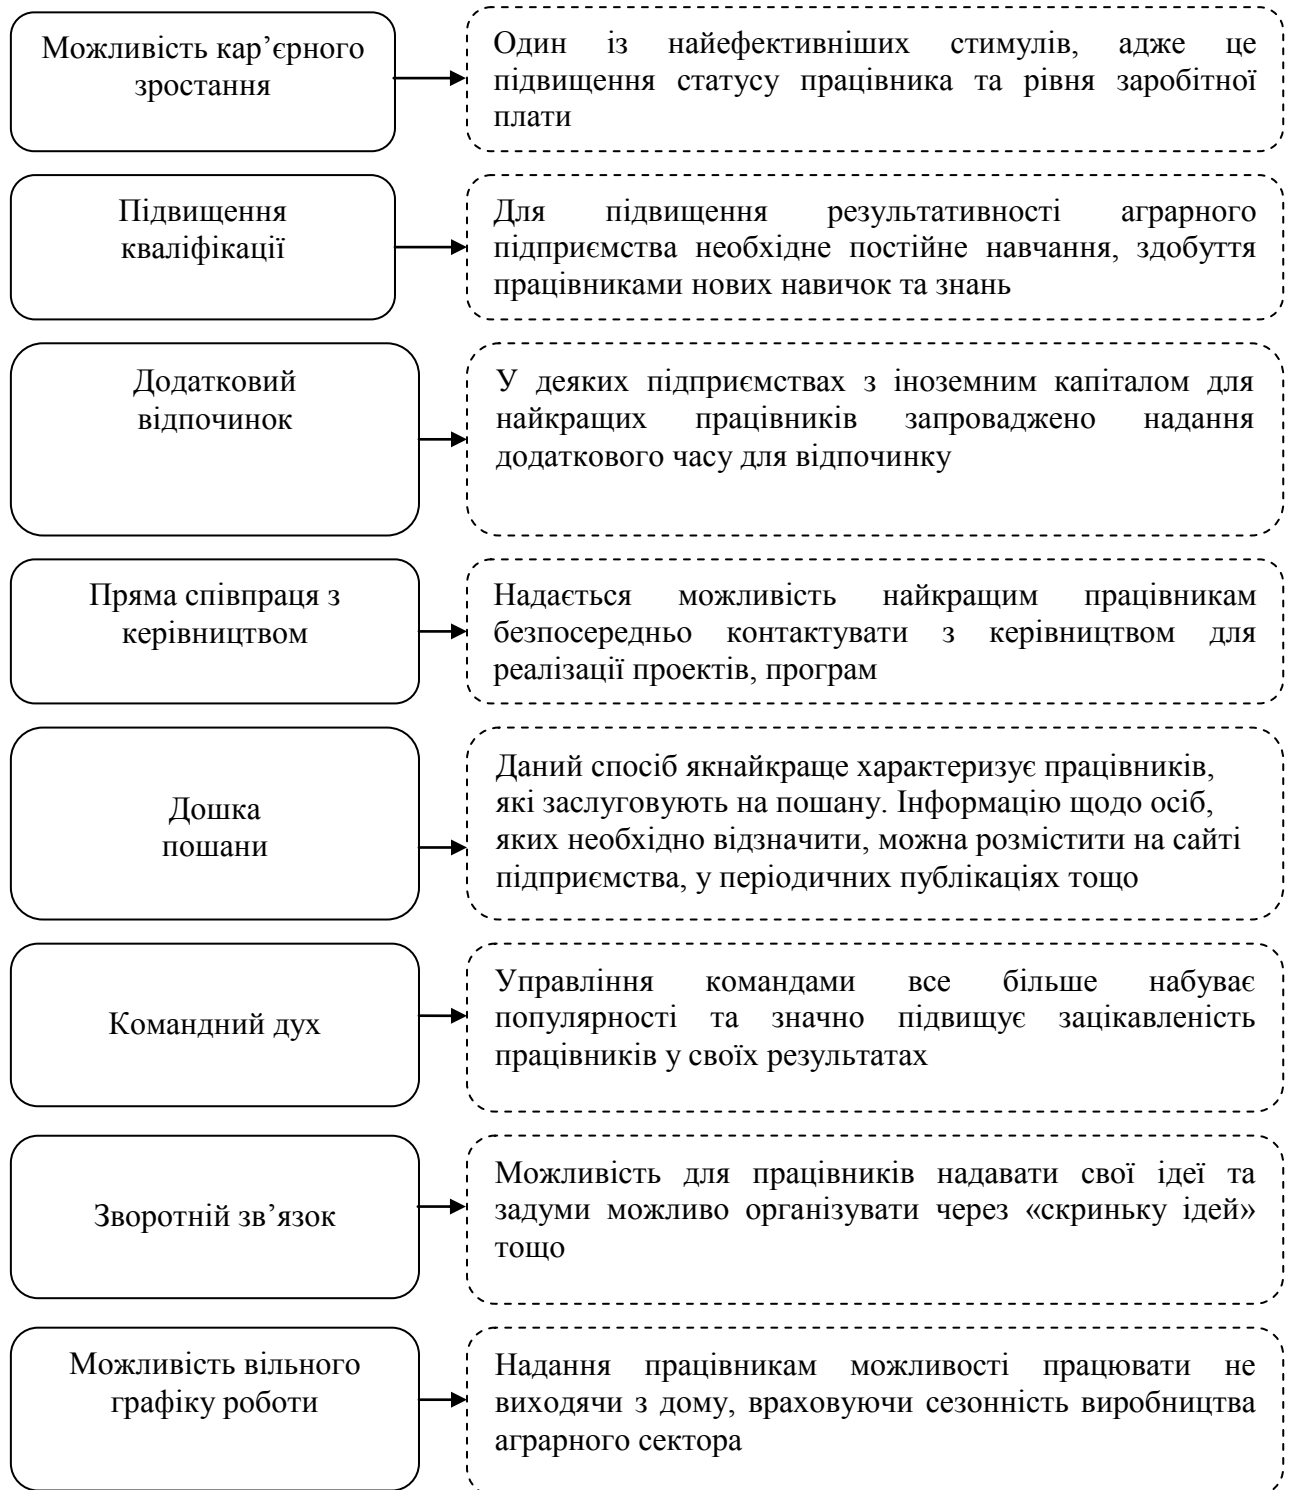 Можливість кар’єрного
зростання
Один із найефективніших стимулів, адже це
підвищення статусу працівника та рівня заробітної
плати
Підвищення
кваліфікації
Для підвищення результативності аграрного
підприємства необхідне постійне навчання, здобуття
працівниками нових навичок та знань
Додатковий
відпочинок
У деяких підприємствах з іноземним капіталом для
найкращих працівників запроваджено надання
додаткового часу для відпочинку
Пряма співпраця з
керівництвом
Надається можливість найкращим працівникам
безпосередньо контактувати з керівництвом для
реалізації проектів, програм
Дошка
пошани
Даний спосіб якнайкраще характеризує працівників,
які заслуговують на пошану. Інформацію щодо осіб,
яких необхідно відзначити, можна розмістити на сайті
підприємства, у періодичних публікаціях тощо
Командний дух
Управління командами все більше набуває
популярності та значно підвищує зацікавленість
працівників у своїх результатах
Зворотній зв’язок
Можливість для працівників надавати свої ідеї та
задуми можливо організувати через «скриньку ідей»
тощо
Можливість вільного
графіку роботи
Надання працівникам можливості працювати не
виходячи з дому, враховуючи сезонність виробництва
аграрного сектора